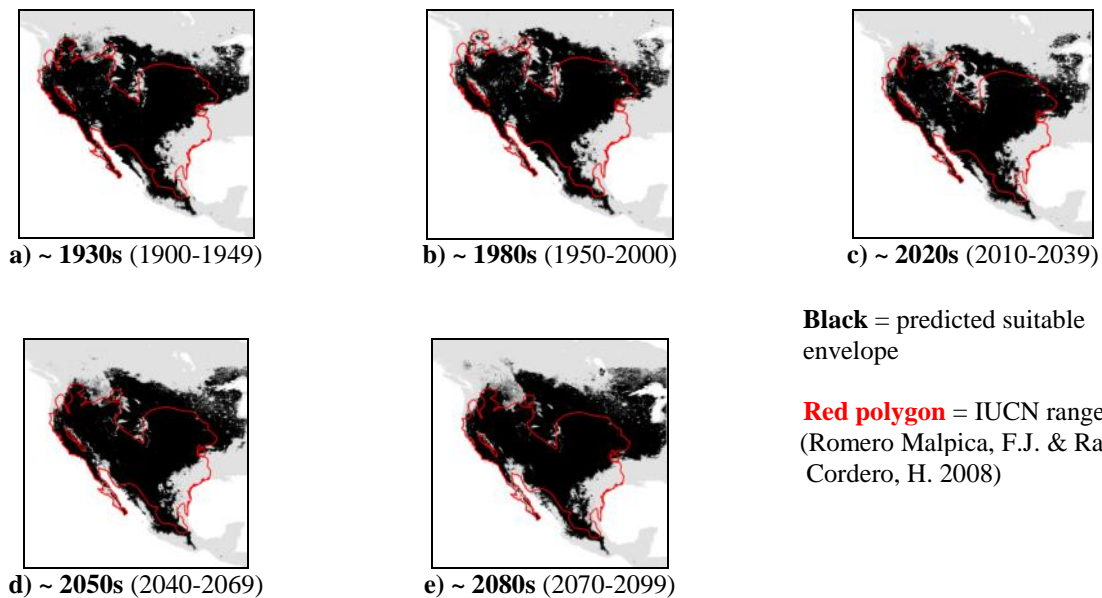 a) ~ 1930s (1900-1949)
b) ~ 1980s (1950-2000)
c) ~ 2020s (2010-2039)
Black = predicted suitable
envelope
Red polygon = IUCN range
(Romero Malpica, F.J. & Ra
Cordero, H. 2008)
d) ~ 2050s (2040-2069)
e) ~ 2080s (2070-2099)